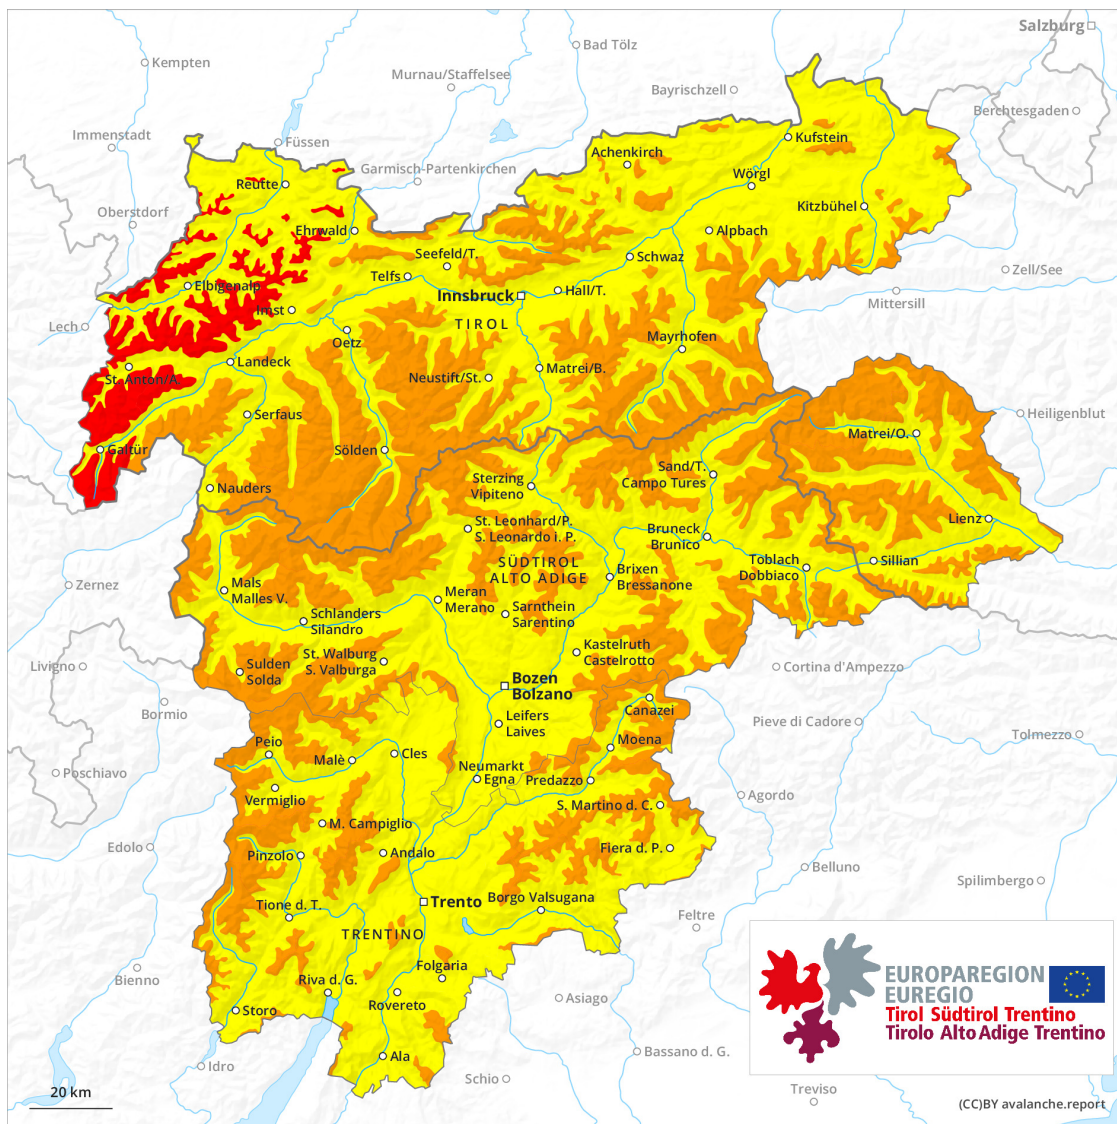 Salzburg
Bad Tölz
Kempten
Murnau/Staffelsee
Bayrischzell
Berchtesgaden
Immenstadt
Füssen
Kufstein
Achenkirch
Garmisch-Partenkirchen
Wörgl
Reutte
Oberstdorf
Kitzbühel
Ehrwald
Alpbach
Seefeld/T.
Schwaz
Zell/See
Telfs
Elbigenalp
Hall/T.
Innsbruck
Mittersill
Imst
TIROL
Lech
Oetz
Mayrhofen
Landeck
Matrei/B.
St. Anton/A.
Neustift/St.
Serfaus
Heiligenblut
Matrei/O.
Galtür
Sölden
Sand/T.
Campo Tures
Sterzing
Vipiteno
Nauders
St. Leonhard/P.
S. Leonardo i. P.
Lienz
Bruneck
Brunico
SÜDTIROL
ALTO ADIGE
Toblach
Dobbiaco
Sillian
Brixen
Bressanone
Zernez
Mals
Malles V.
Meran
Merano
Schlanders
Silandro
Sarnthein
Sarentino
Kastelruth
Castelrotto
St. Walburg
S. Valburga
Livigno
Sulden
Solda
Cortina d'Ampezzo
Bozen
Bolzano
Bormio
Canazei
Leifers
Laives
Pieve di Cadore
Tolmezzo
Peio
Moena
Cles
Malè
Poschiavo
Neumarkt
Egna
Predazzo
Vermiglio
Agordo
S. Martino d. C.
M. Campiglio
Edolo
Pinzolo
Andalo
Fiera d. P.
Belluno
Spilimbergo
Trento
Borgo Valsugana
Tione d. T.
Feltre
TRENTINO
Folgaria
Bienno
Riva d. G.
Rovereto
Asiago
Storo
EUROPAREGION
EUREGIO
Tirol Südtirol Trentino
Tirolo Alto Adige Trentino
Ala
Bassano d. G.
Idro
Schio
Treviso
20 km
(CC)BY avalanche.report